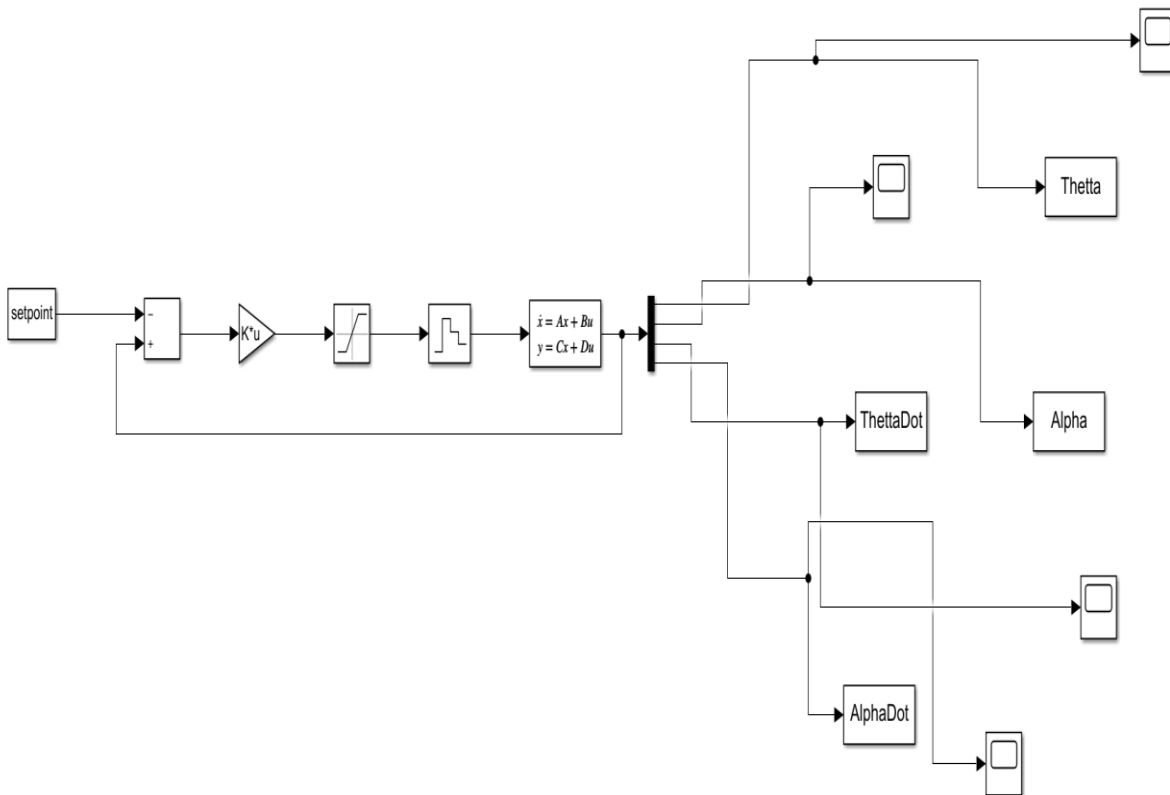 Thetta
setpoint
−
+
K*u
ẋ = Ax + Bu
y = Cx + Du
ThettaDot
Alpha
AlphaDot